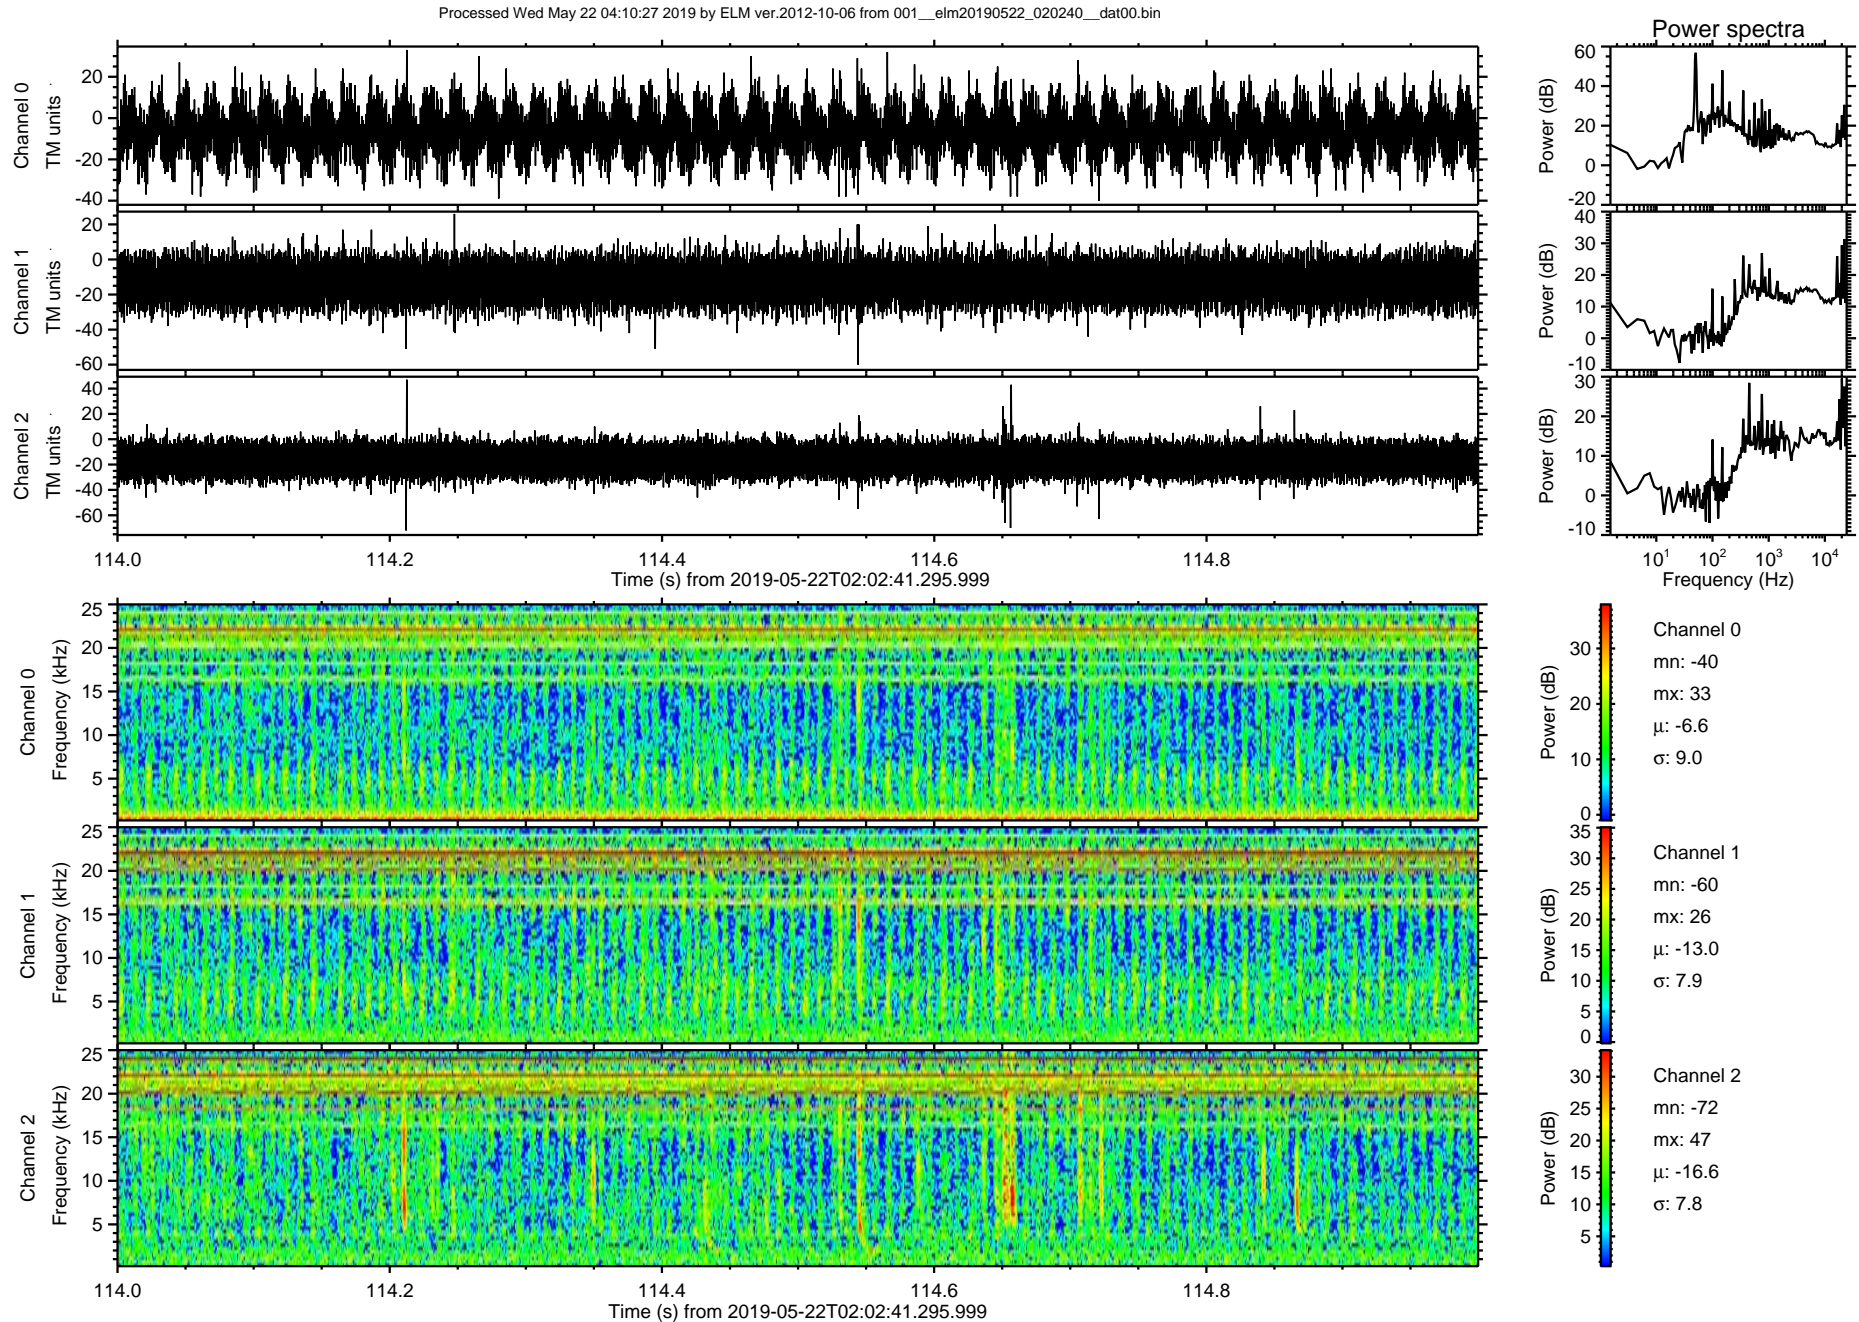 Processed Wed May 22 04:10:27 2019 by ELM ver.2012-10-06 from 001__elm20190522_020240__dat00.bin
Power spectra
Channel 0
TM units
20
0
-20
-40
Power (dB)
60
40
20
0
-20
Channel 1
TM units
20
0
-20
-40
-60
Power (dB)
40
30
20
10
0
-10
Channel 2
TM units
40
20
0
-20
-40
-60
Power (dB)
30
20
10
0
-10
114.0 114.2 114.4 114.6 114.8
Time (s) from 2019-05-22T02:02:41.295.999
10^1 10^2 10^3 10^4
Frequency (Hz)
Channel 0
Frequency (kHz)
25
20
15
10
5
Power (dB)
30
20
10
0
Channel 0
mn: -40
mx: 33
μ: -6.6
σ: 9.0
Channel 1
Frequency (kHz)
25
20
15
10
5
Power (dB)
35
30
25
20
15
10
5
0
Channel 1
mn: -60
mx: 26
μ: -13.0
σ: 7.9
Channel 2
Frequency (kHz)
25
20
15
10
5
Power (dB)
30
25
20
15
10
5
Channel 2
mn: -72
mx: 47
μ: -16.6
σ: 7.8
114.0 114.2 114.4 114.6 114.8
Time (s) from 2019-05-22T02:02:41.295.999